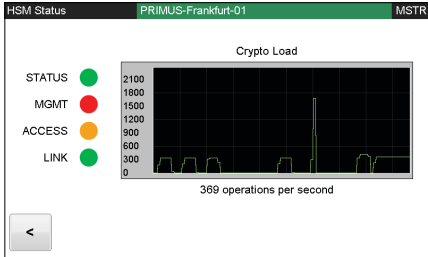 HSM Status PRIMUS-Frankfurt-01 MSTR
Crypto Load
STATUS
MGMT
ACCESS
LINK
2100
1800
1500
1200
900
600
300
0
369 operations per second
<